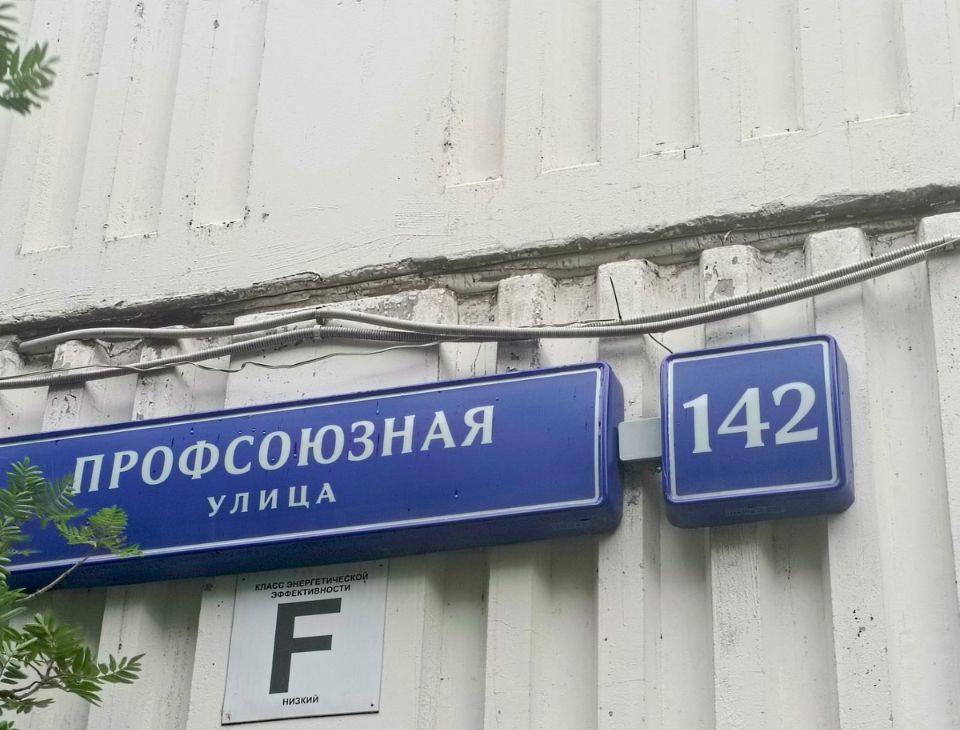 ПРОФСОЮЗНАЯ
УЛИЦА
142
КЛАСС ЭНЕРГЕТИЧЕСКОЙ
ЭФФЕКТИВНОСТИ
F
НИЗКИЙ